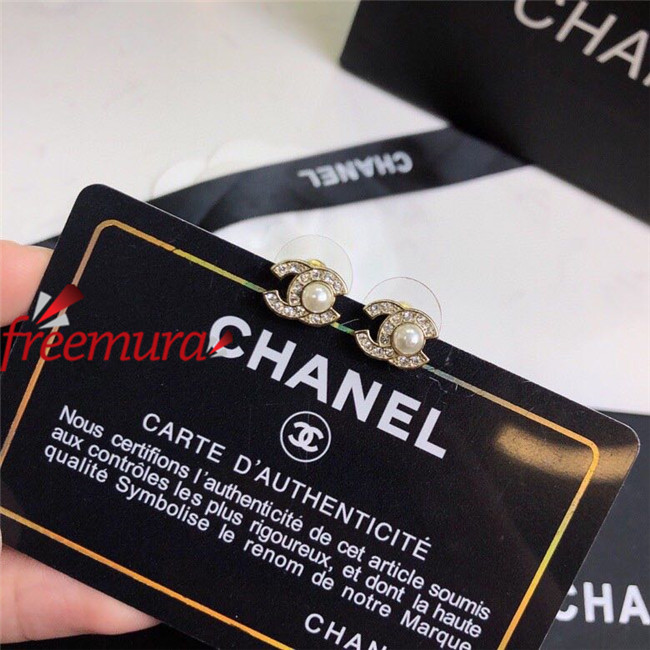 CHAN
CHANEL
freemura
CHANEL
CARTE D'AUTHENTICITÉ
Nous certifions l'authenticité de cet article soumis
aux contrôles les plus rigoureux, et dont la haute
qualité Symbolise le renom de notre Marque
CHAN
CHA